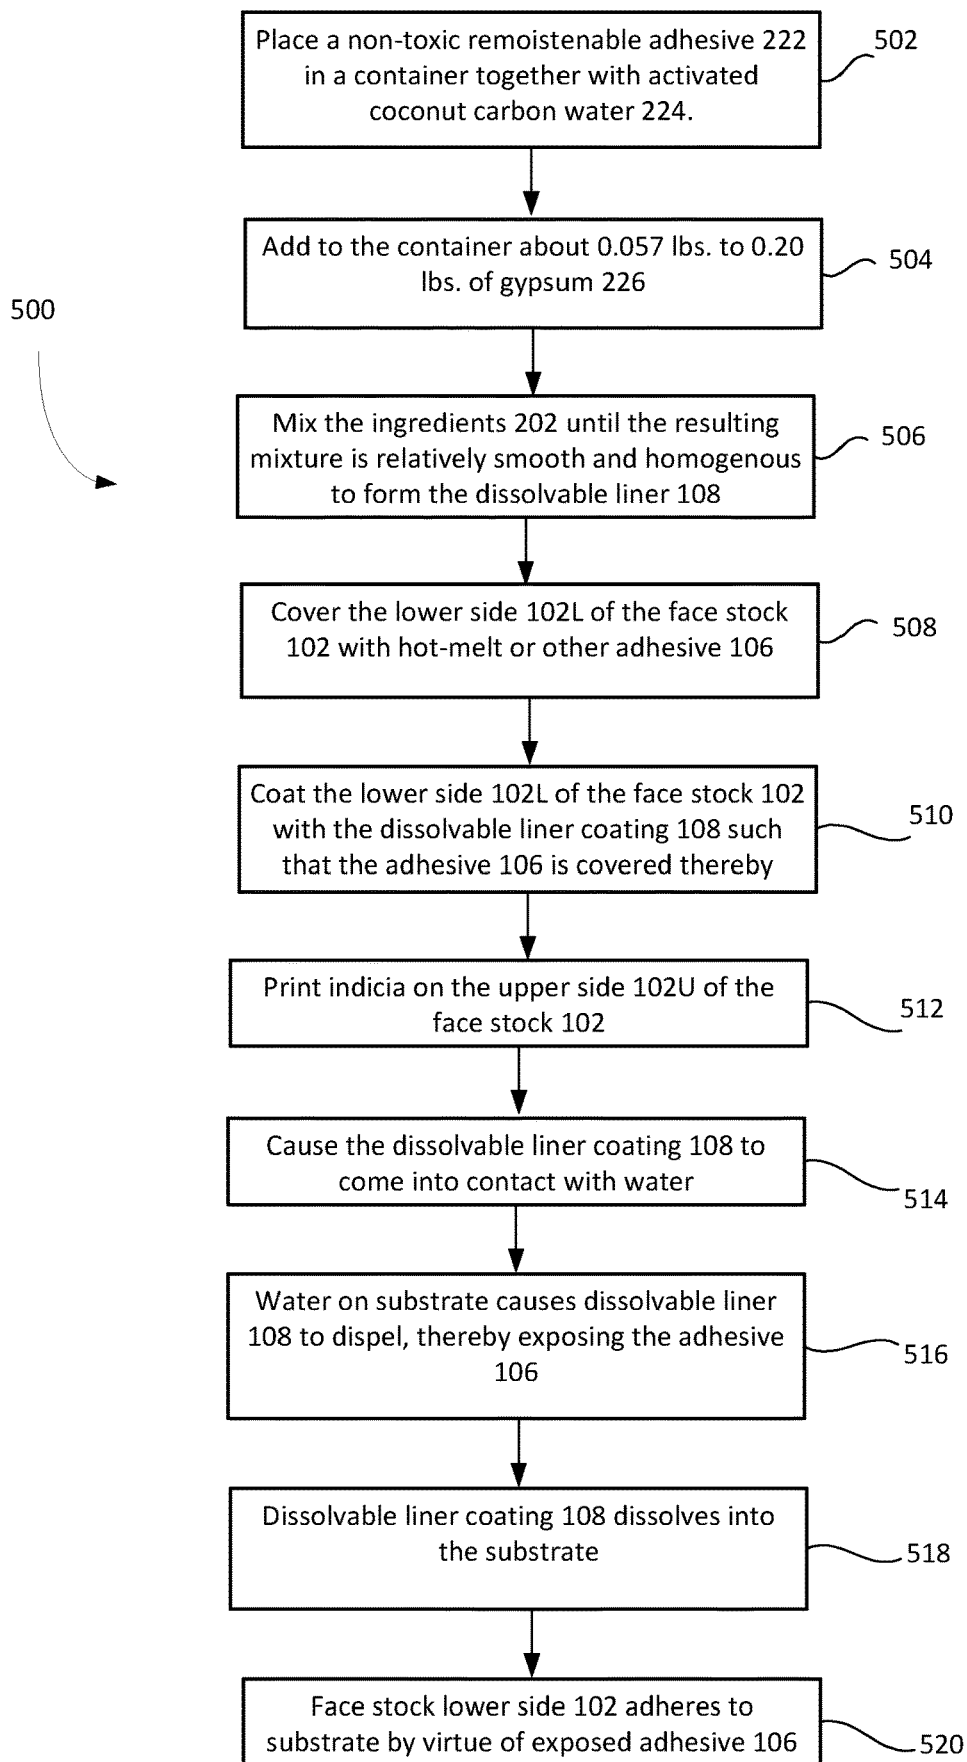 Place a non-toxic remoistenable adhesive 222
in a container together with activated
coconut carbon water 224.
502
Add to the container about 0.057 lbs. to 0.20
lbs. of gypsum 226
504
500
Mix the ingredients 202 until the resulting
mixture is relatively smooth and homogenous
to form the dissolvable liner 108
506
Cover the lower side 102L of the face stock
102 with hot-melt or other adhesive 106
508
Coat the lower side 102L of the face stock 102
with the dissolvable liner coating 108 such
that the adhesive 106 is covered thereby
510
Print indicia on the upper side 102U of the
face stock 102
512
Cause the dissolvable liner coating 108 to
come into contact with water
514
Water on substrate causes dissolvable liner
108 to dispel, thereby exposing the adhesive
106
516
Dissolvable liner coating 108 dissolves into
the substrate
518
Face stock lower side 102 adheres to
substrate by virtue of exposed adhesive 106
520